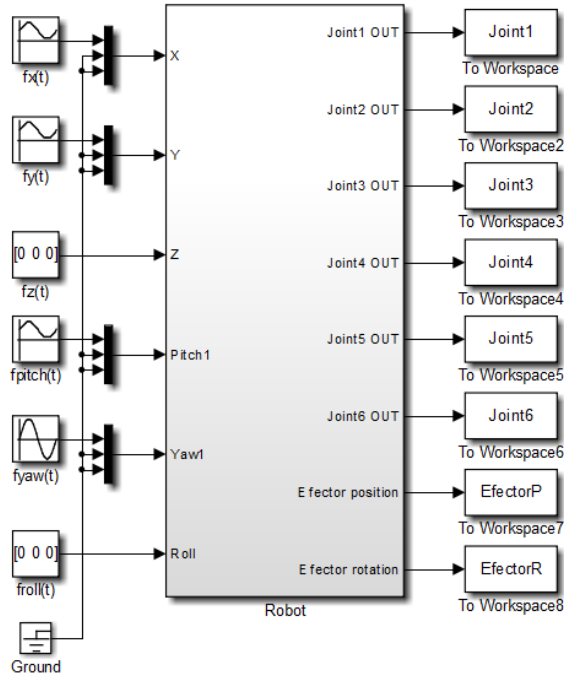 fx(t)
fy(t)
[0 0 0]
fz(t)
fpitch(t)
fyaw(t)
[0 0 0]
froll(t)
Ground
X
Y
Z
Pitch1
Yaw1
Roll
Joint1 OUT
Joint2 OUT
Joint3 OUT
Joint4 OUT
Joint5 OUT
Joint6 OUT
Efector position
Efector rotation
Robot
Joint1
To Workspace
Joint2
To Workspace2
Joint3
To Workspace3
Joint4
To Workspace4
Joint5
To Workspace5
Joint6
To Workspace6
EfectorP
To Workspace7
EfectorR
To Workspace8